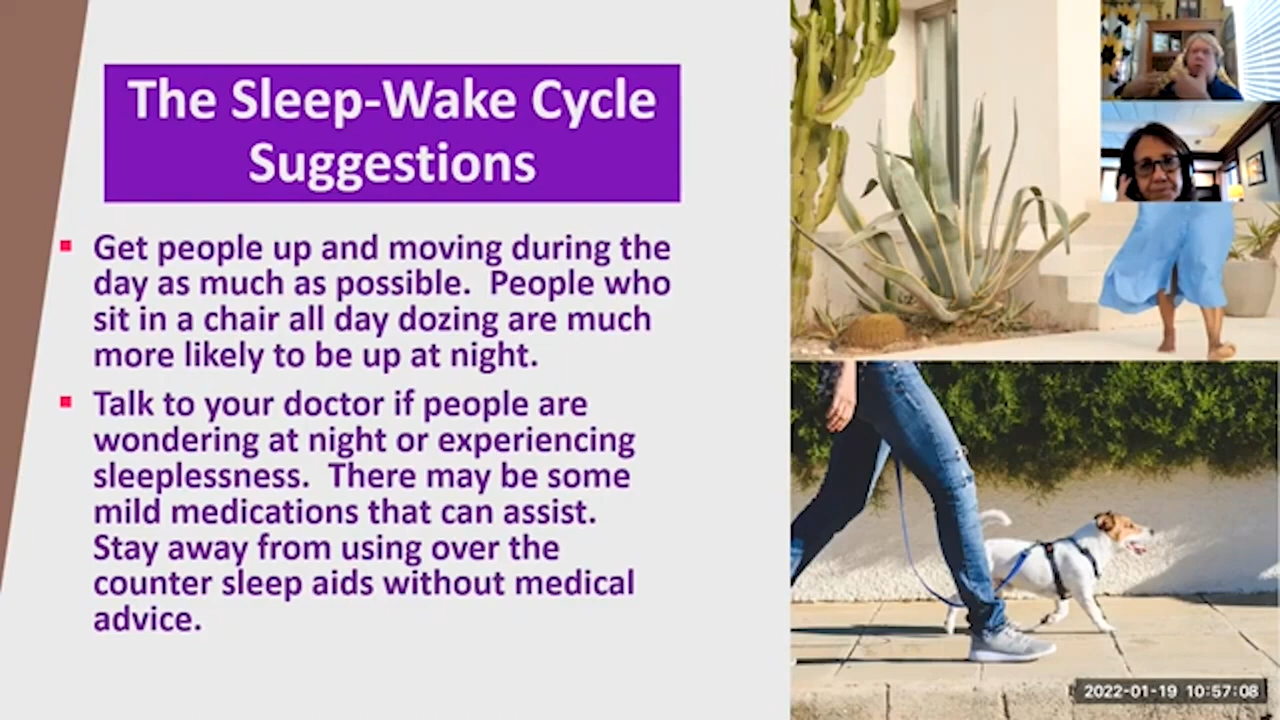 The Sleep-Wake Cycle
Suggestions
Get people up and moving during the
day as much as possible.  People who
sit in a chair all day dozing are much
more likely to be up at night.
Talk to your doctor if people are
wondering at night or experiencing
sleeplessness.  There may be some
mild medications that can assist.
Stay away from using over the
counter sleep aids without medical
advice.
2022-01-19 10:57:08